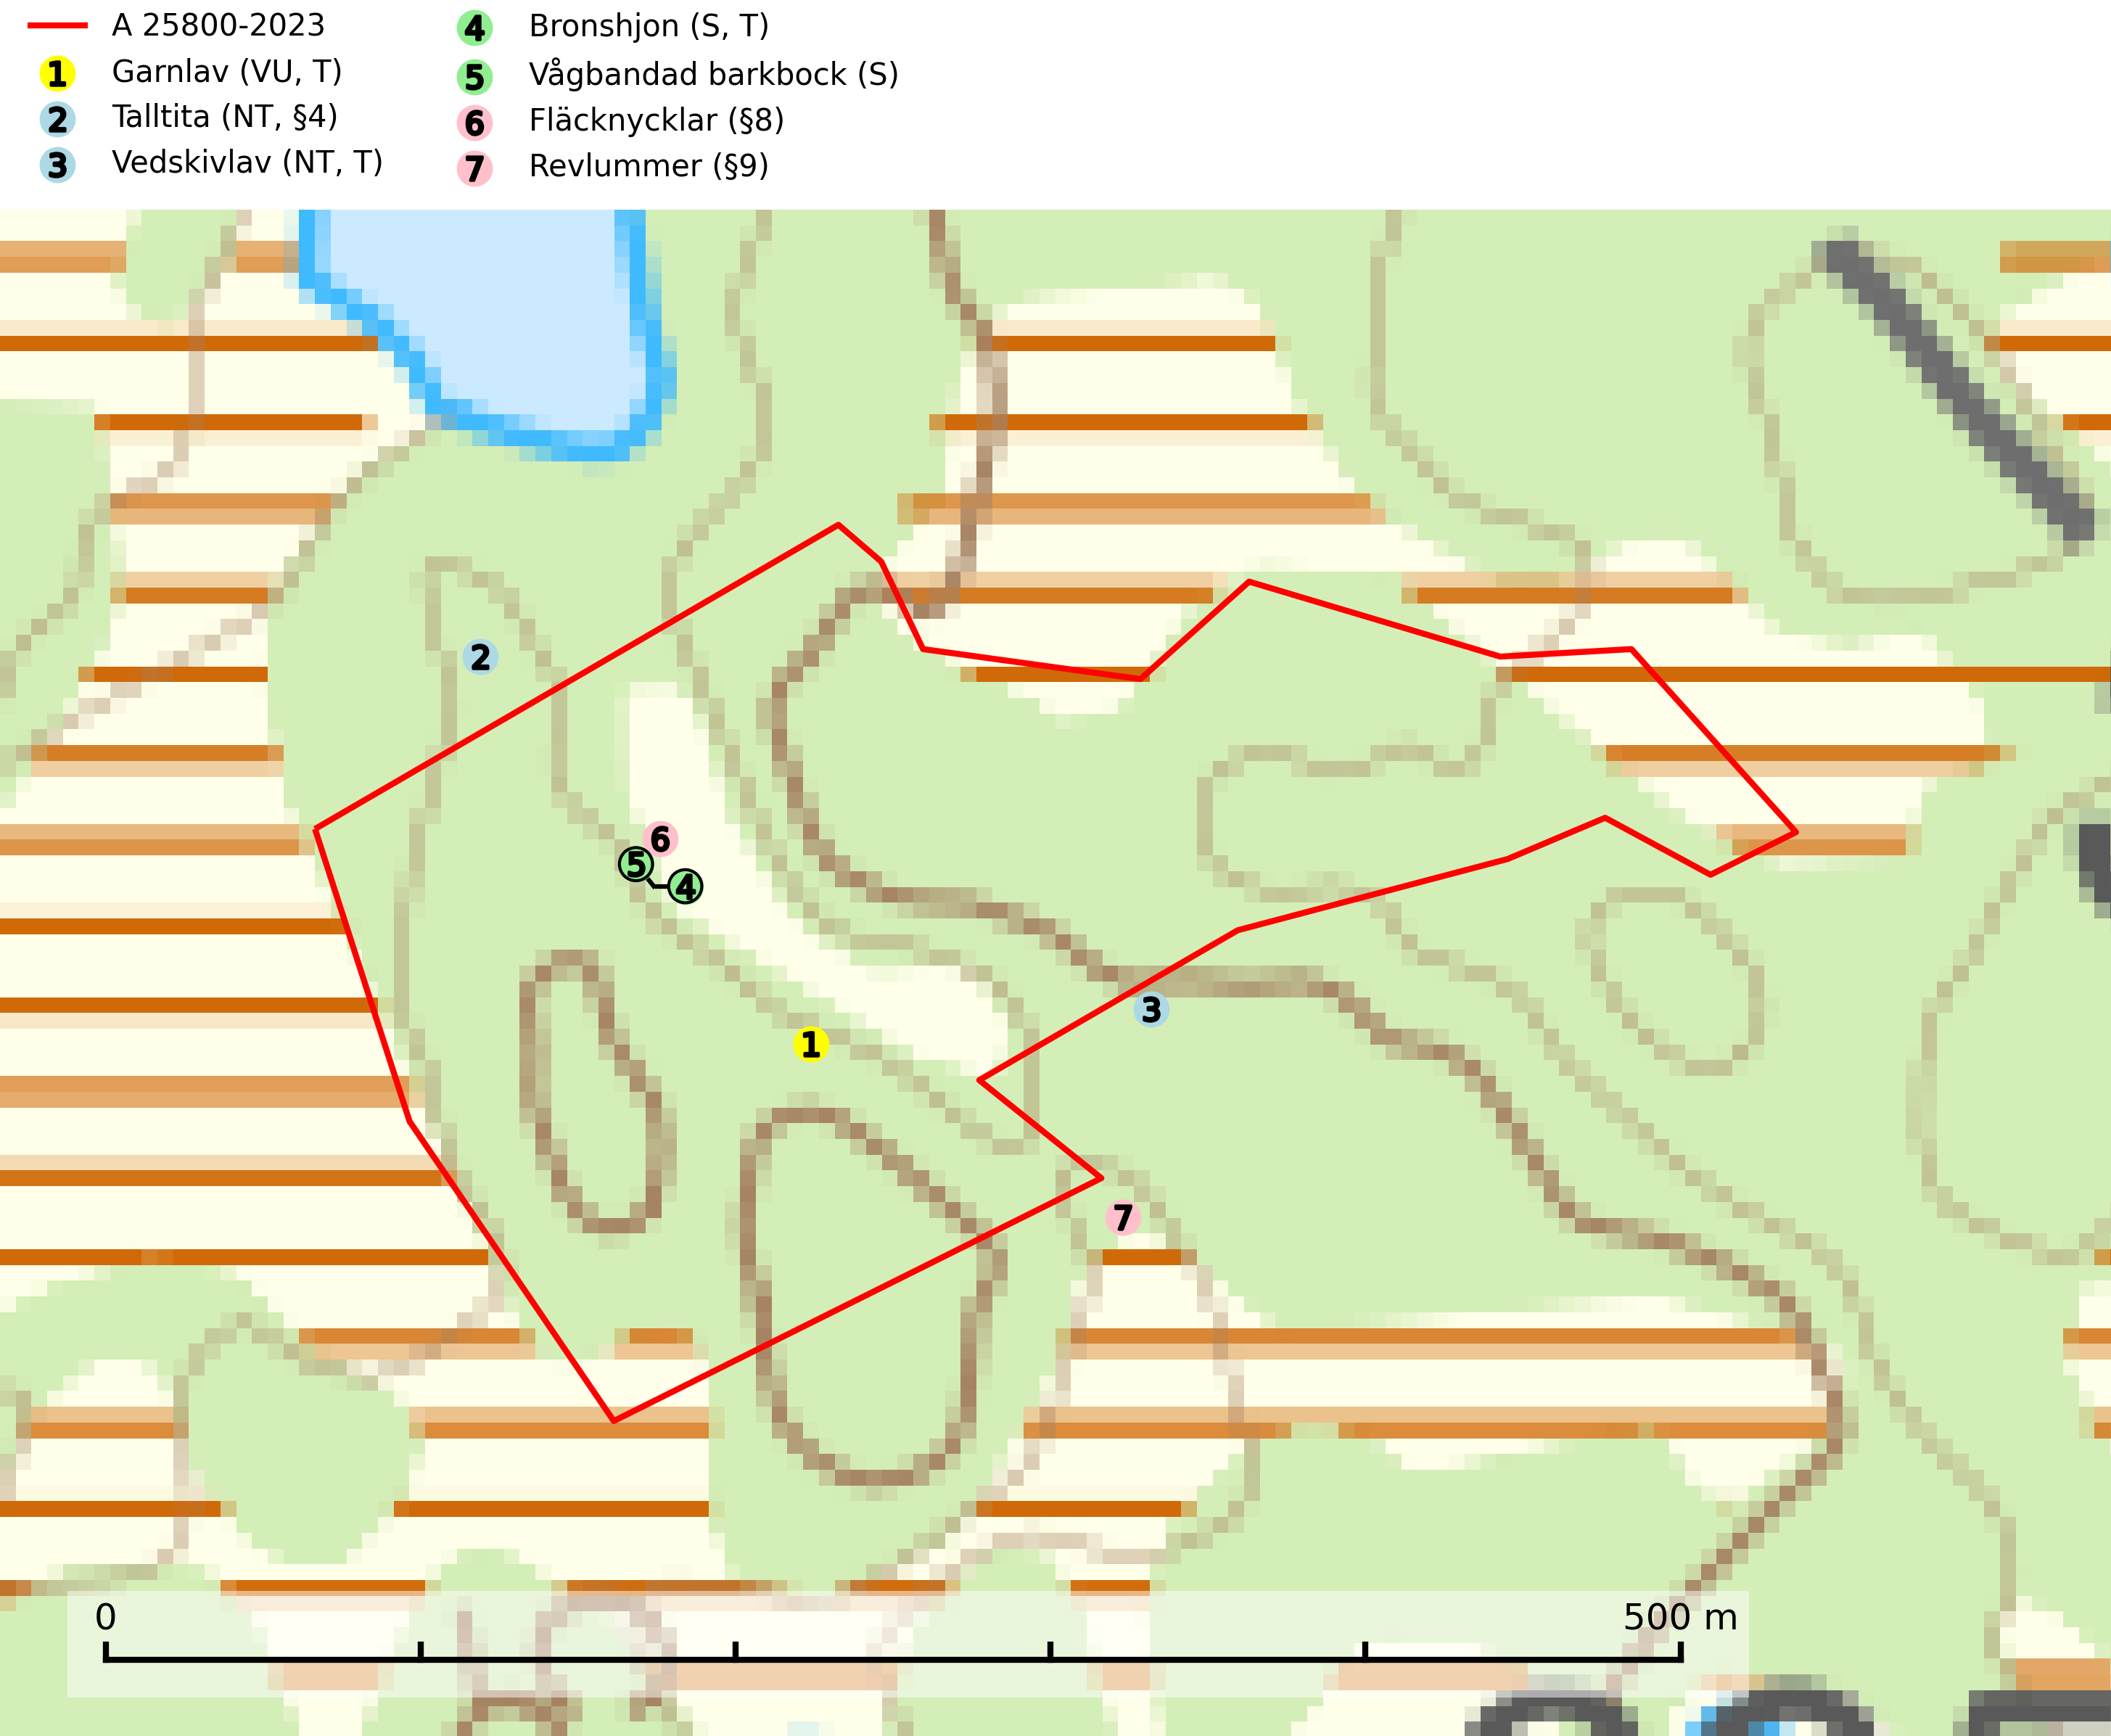 A 25800-2023
1 Garnlav (VU, T)
2 Talltita (NT, §4)
3 Vedskivlav (NT, T)
4 Bronshjon (S, T)
5 Vågbandad barkbock (S)
6 Fläcknycklar (§8)
7 Revlummer (§9)
2
6
5
4
3
1
7
0 500 m